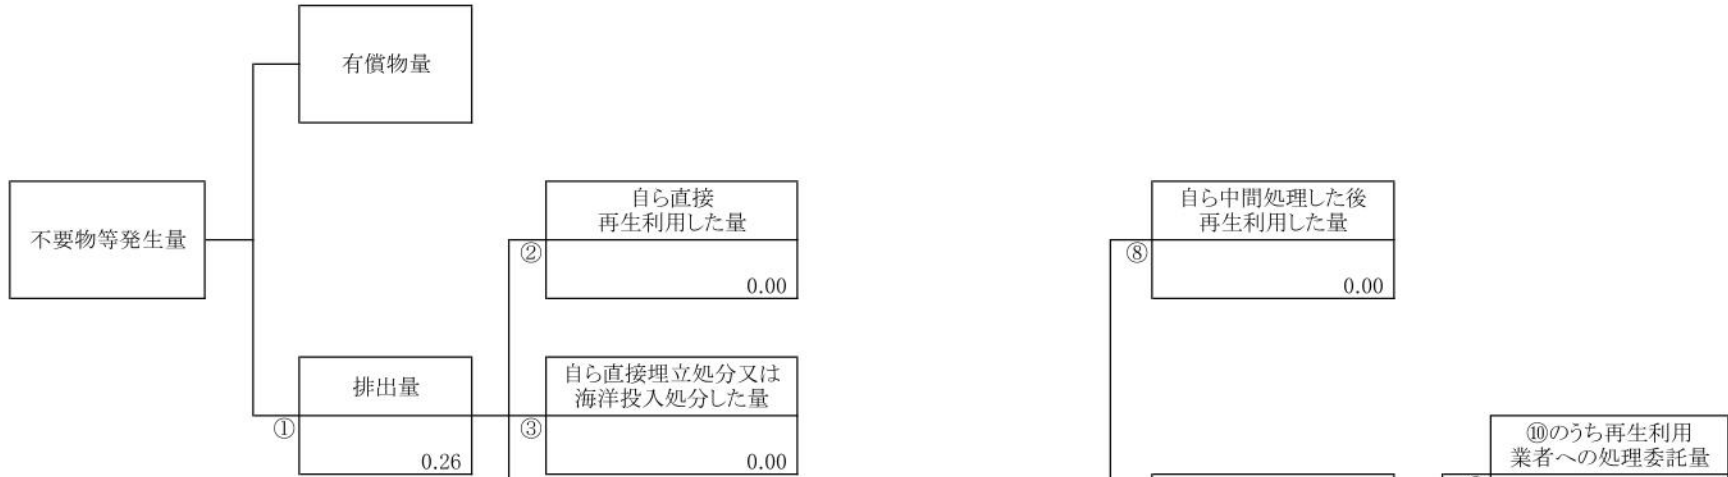 有償物量
不要物等発生量
自ら直接
再生利用した量
②
0.00
自ら中間処理した後
再生利用した量
⑧
0.00
排出量
①
0.26
自ら直接埋立処分又は
海洋投入処分した量
③
0.00
⑩のうち再生利用
業者への処理委託量